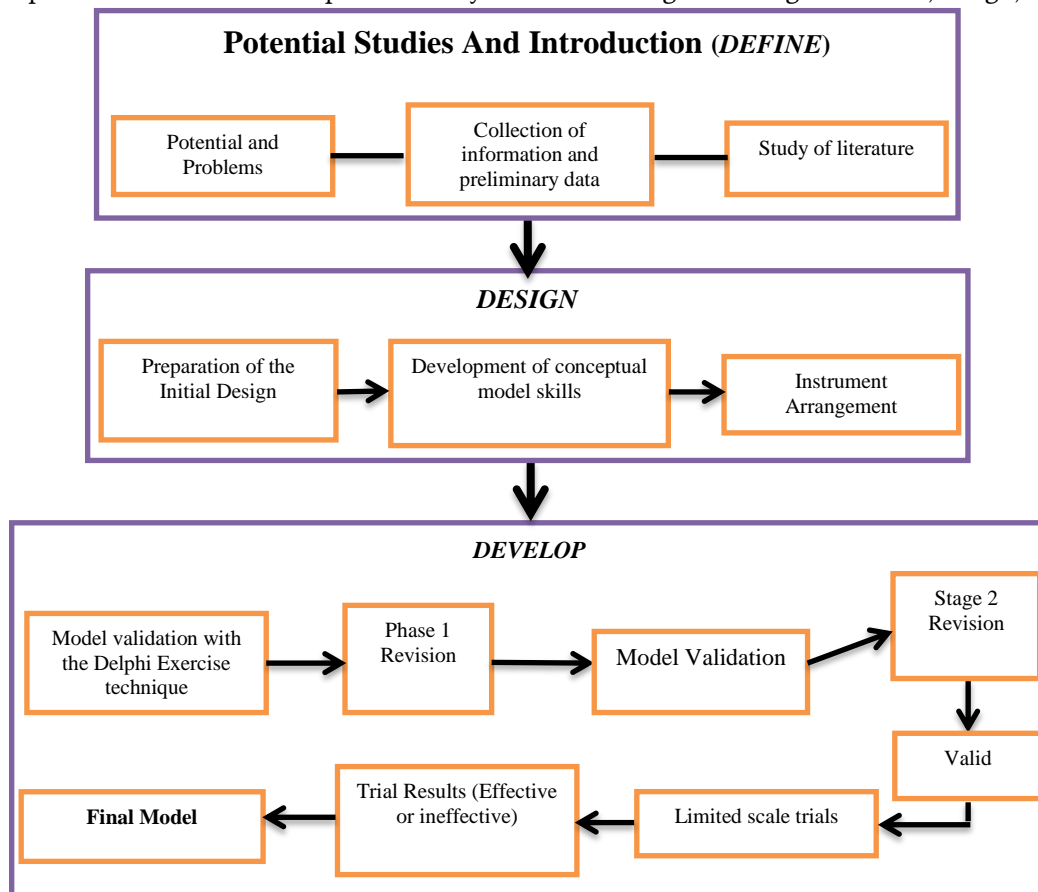 Potential Studies And Introduction (DEFINE)
Potential and
Problems
Collection of
information and
preliminary data
Study of literature
DESIGN
Preparation of the
Initial Design
Development of conceptual
model skills
Instrument
Arrangement
DEVELOP
Model validation with
the Delphi Exercise
technique
Phase 1
Revision
Model Validation
Stage 2
Revision
Valid
Limited scale trials
Trial Results (Effective
or ineffective)
Final Model